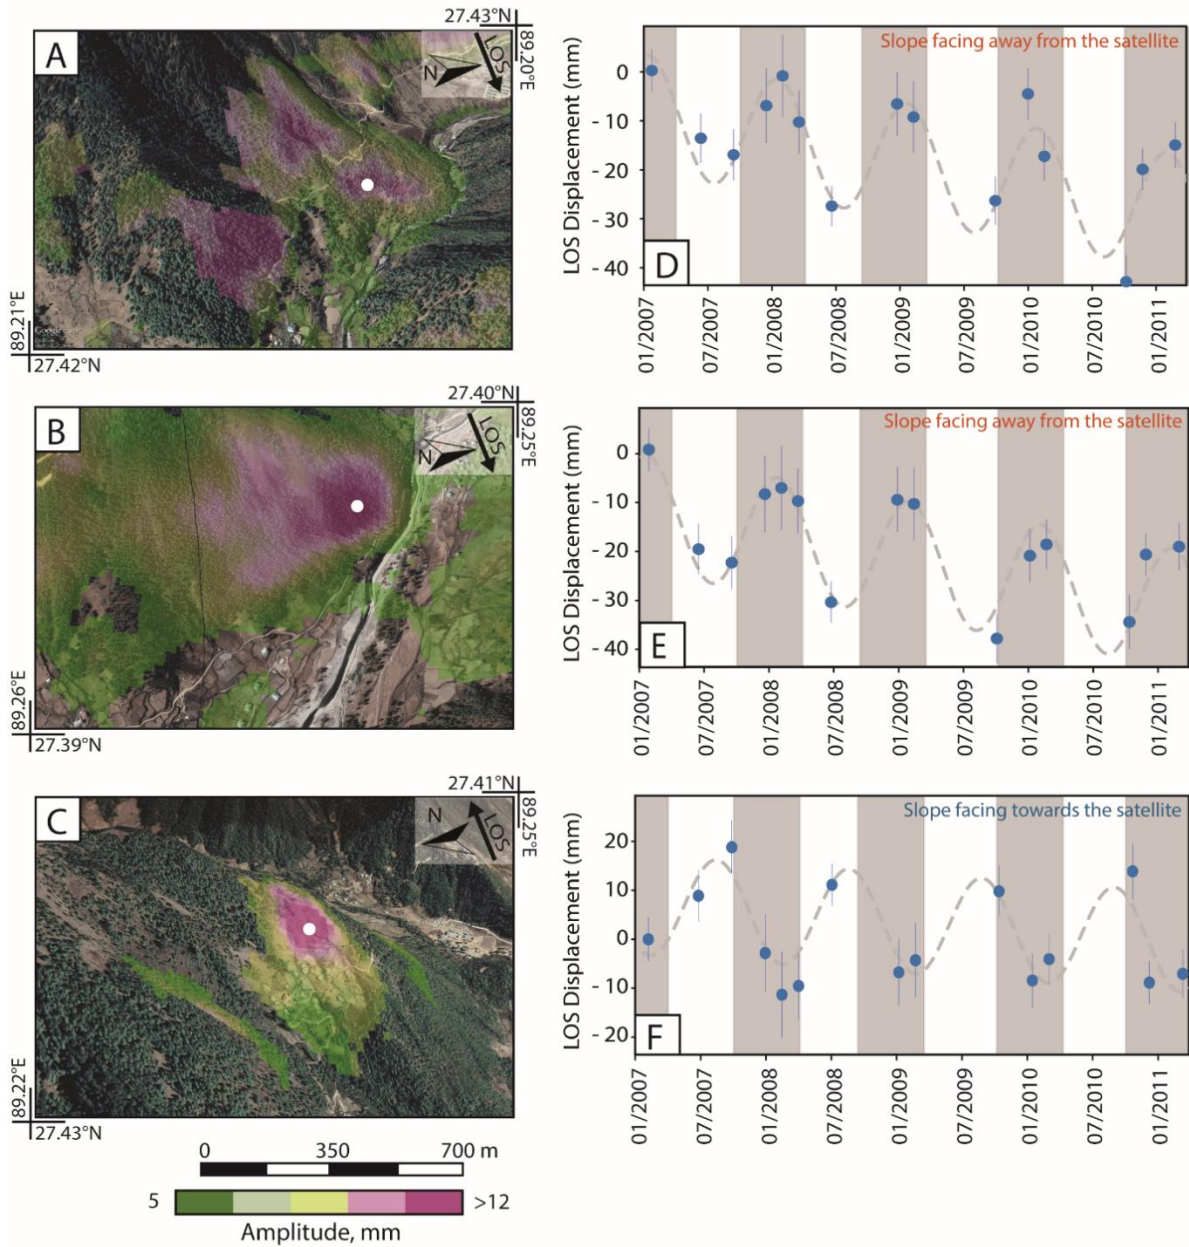 A
27.43°N
89.20°E
N
LOS
Google
89.21°E
27.42°N
B
27.40°N
89.25°E
N
LOS
89.26°E
27.39°N
C
27.41°N
89.25°E
N
LOS
89.22°E
27.43°N
0 350 700 m
5 >12
Amplitude, mm
Slope facing away from the satellite
LOS Displacement (mm)
0
- 10
- 20
- 30
- 40
D
01/2007 07/2007 01/2008 07/2008 01/2009 07/2009 01/2010 07/2010 01/2011
Slope facing away from the satellite
LOS Displacement (mm)
0
- 10
- 20
- 30
- 40
E
01/2007 07/2007 01/2008 07/2008 01/2009 07/2009 01/2010 07/2010 01/2011
Slope facing towards the satellite
LOS Displacement (mm)
20
10
0
- 10
- 20
F
01/2007 07/2007 01/2008 07/2008 01/2009 07/2009 01/2010 07/2010 01/2011